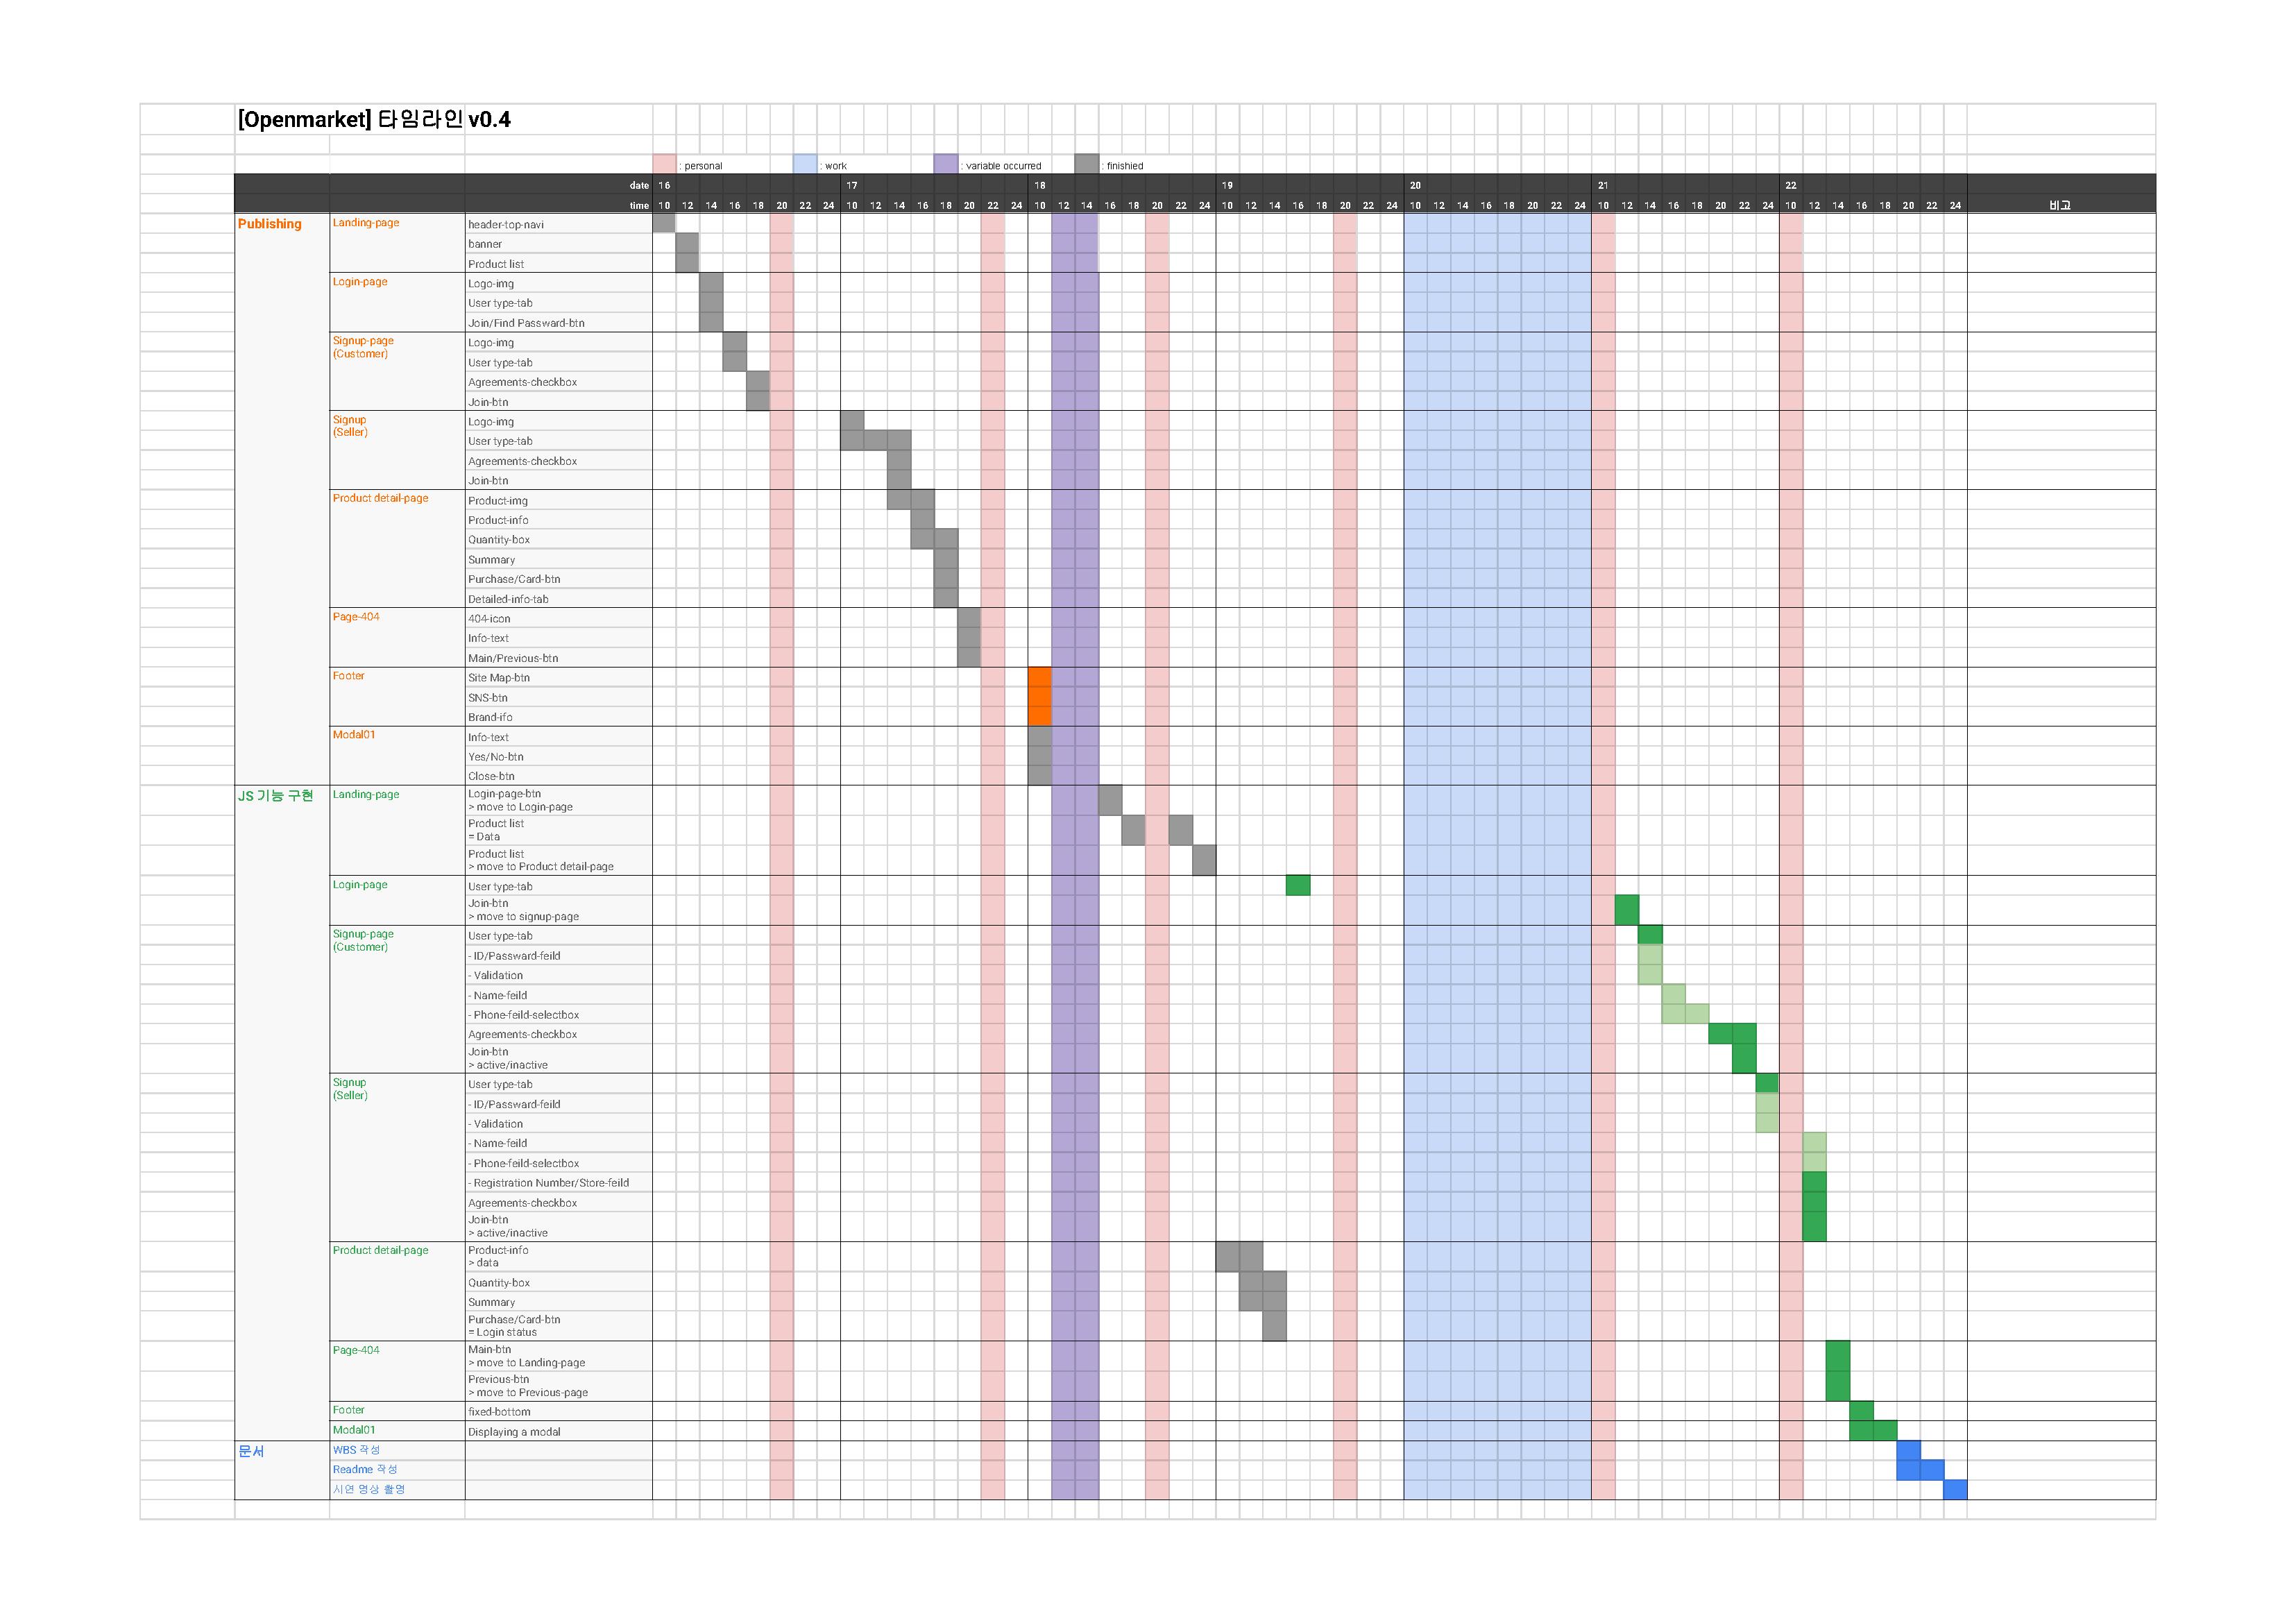 [Openmarket] 타임라인 v0.4
: personal : work : variable occurred : finishied
date 16 17 18 19 20 21 22
time 10 12 14 16 18 20 22 24 10 12 14 16 18 20 22 24 10 12 14 16 18 20 22 24 10 12 14 16 18 20 22 24 10 12 14 16 18 20 22 24 10 12 14 16 18 20 22 24 10 12 14 16 18 20 22 24 비고
Publishing Landing-page header-top-navi
banner
Product list
Login-page Logo-img
User type-tab
Join/Find Passward-btn
Signup-page Logo-img
(Customer)
User type-tab
Agreements-checkbox
Join-btn
Signup Logo-img
(Seller)
User type-tab
Agreements-checkbox
Join-btn
Product detail-page Product-img
Product-info
Quantity-box
Summary
Purchase/Card-btn
Detailed-info-tab
Page-404 404-icon
Info-text
Main/Previous-btn
Footer Site Map-btn
SNS-btn
Brand-ifo
Modal01 Info-text
Yes/No-btn
Close-btn
JS 기능 구현 Landing-page Login-page-btn
> move to Login-page
Product list
= Data
Product list
> move to Product detail-page
Login-page User type-tab
Join-btn
> move to signup-page
Signup-page User type-tab
(Customer)
- ID/Passward-feild
- Validation
- Name-feild
- Phone-feild-selectbox
Agreements-checkbox
Join-btn
> active/inactive
Signup User type-tab
(Seller)
- ID/Passward-feild
- Validation
- Name-feild
- Phone-feild-selectbox
- Registration Number/Store-feild
Agreements-checkbox
Join-btn
> active/inactive
Product detail-page Product-info
> data
Quantity-box
Summary
Purchase/Card-btn
= Login status
Page-404 Main-btn
> move to Landing-page
Previous-btn
> move to Previous-page
Footer fixed-bottom
Modal01 Displaying a modal
문서 WBS 작성
Readme 작성
시연 영상 촬영